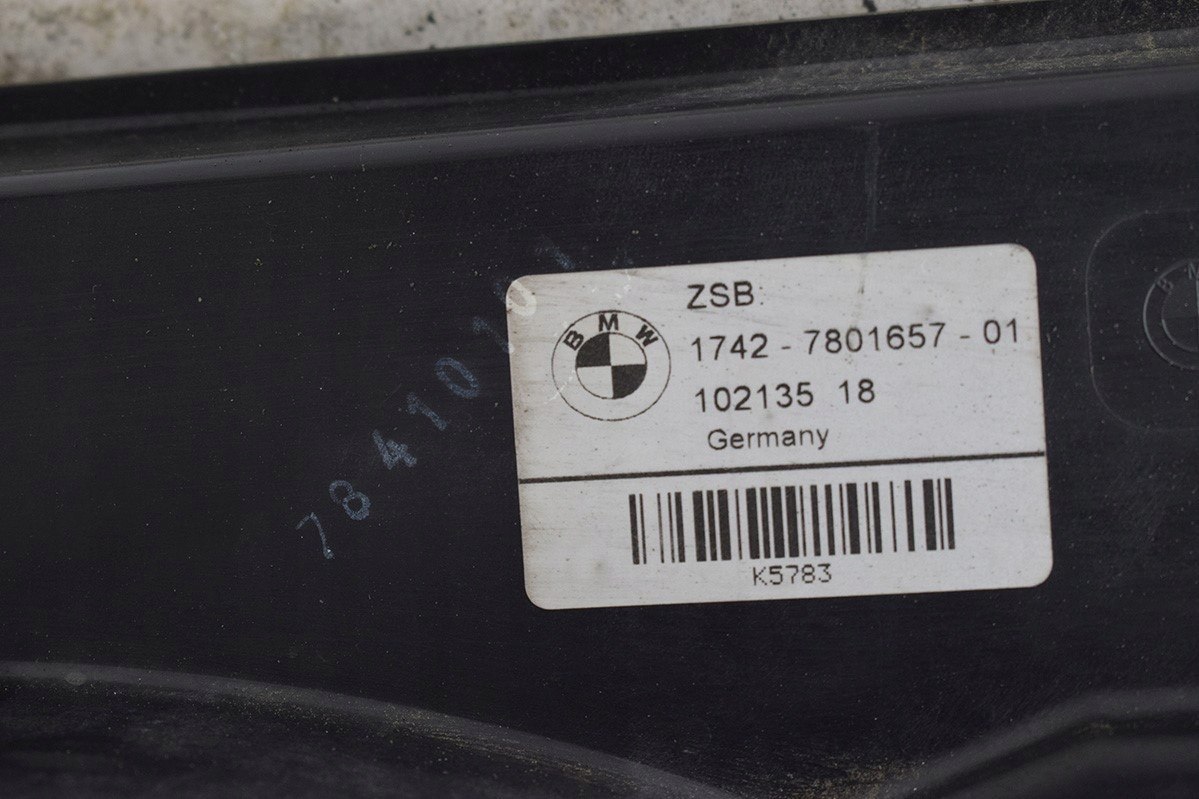 ZSB:
BMW
1742 - 7801657 - 01
102135 18
Germany
K5783